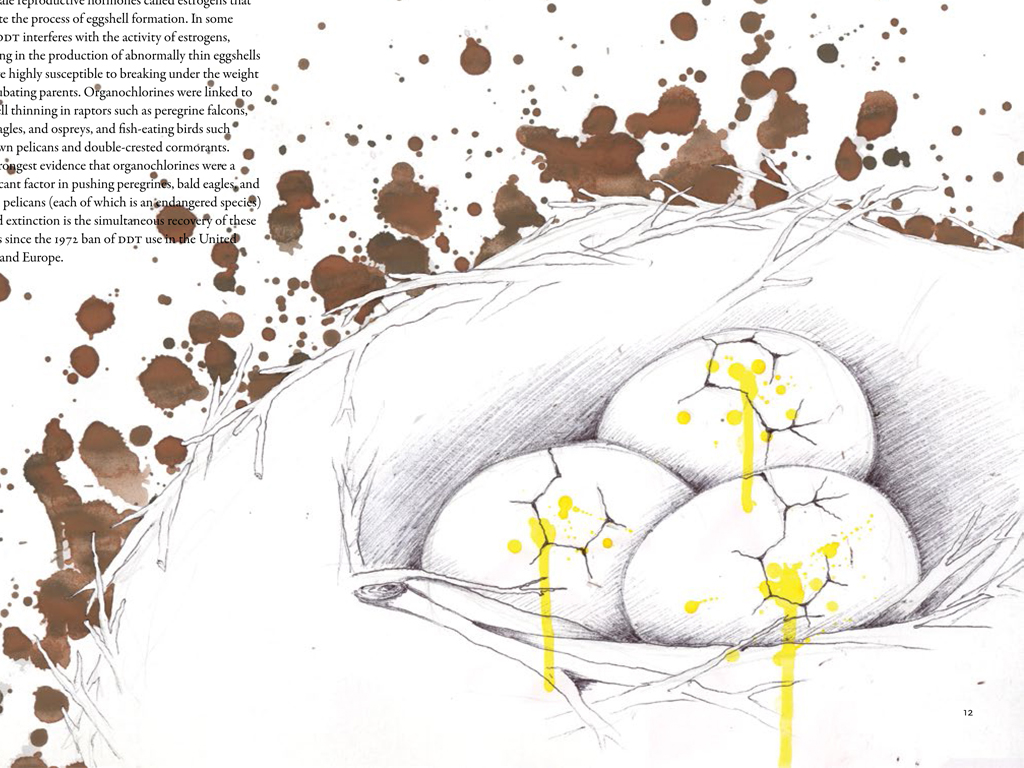 ale reproductive hormones called estrogens that
te the process of eggshell formation. In some
DDT interferes with the activity of estrogens,
ng in the production of abnormally thin eggshells
e highly susceptible to breaking under the weight
ubating parents. Organochlorines were linked to
ell thinning in raptors such as peregrine falcons,
agles, and ospreys, and fish-eating birds such
wn pelicans and double-crested cormorants.
rongest evidence that organochlorines were a
cant factor in pushing peregrines, bald eagles, and
pelicans (each of which is an endangered species)
d extinction is the simultaneous recovery of these
s since the 1972 ban of DDT use in the United
and Europe.
12